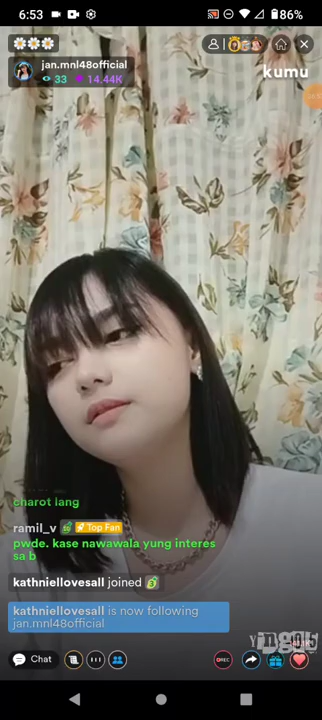 6:53
86%
jan.mnl48official
33 14.44K
kumu
charot lang
ramil_v Top Fan
pwde. kase nawawala yung interes
sa b
kathniellovesall joined
kathniellovesall is now following
jan.mnl48official
Chat
REC